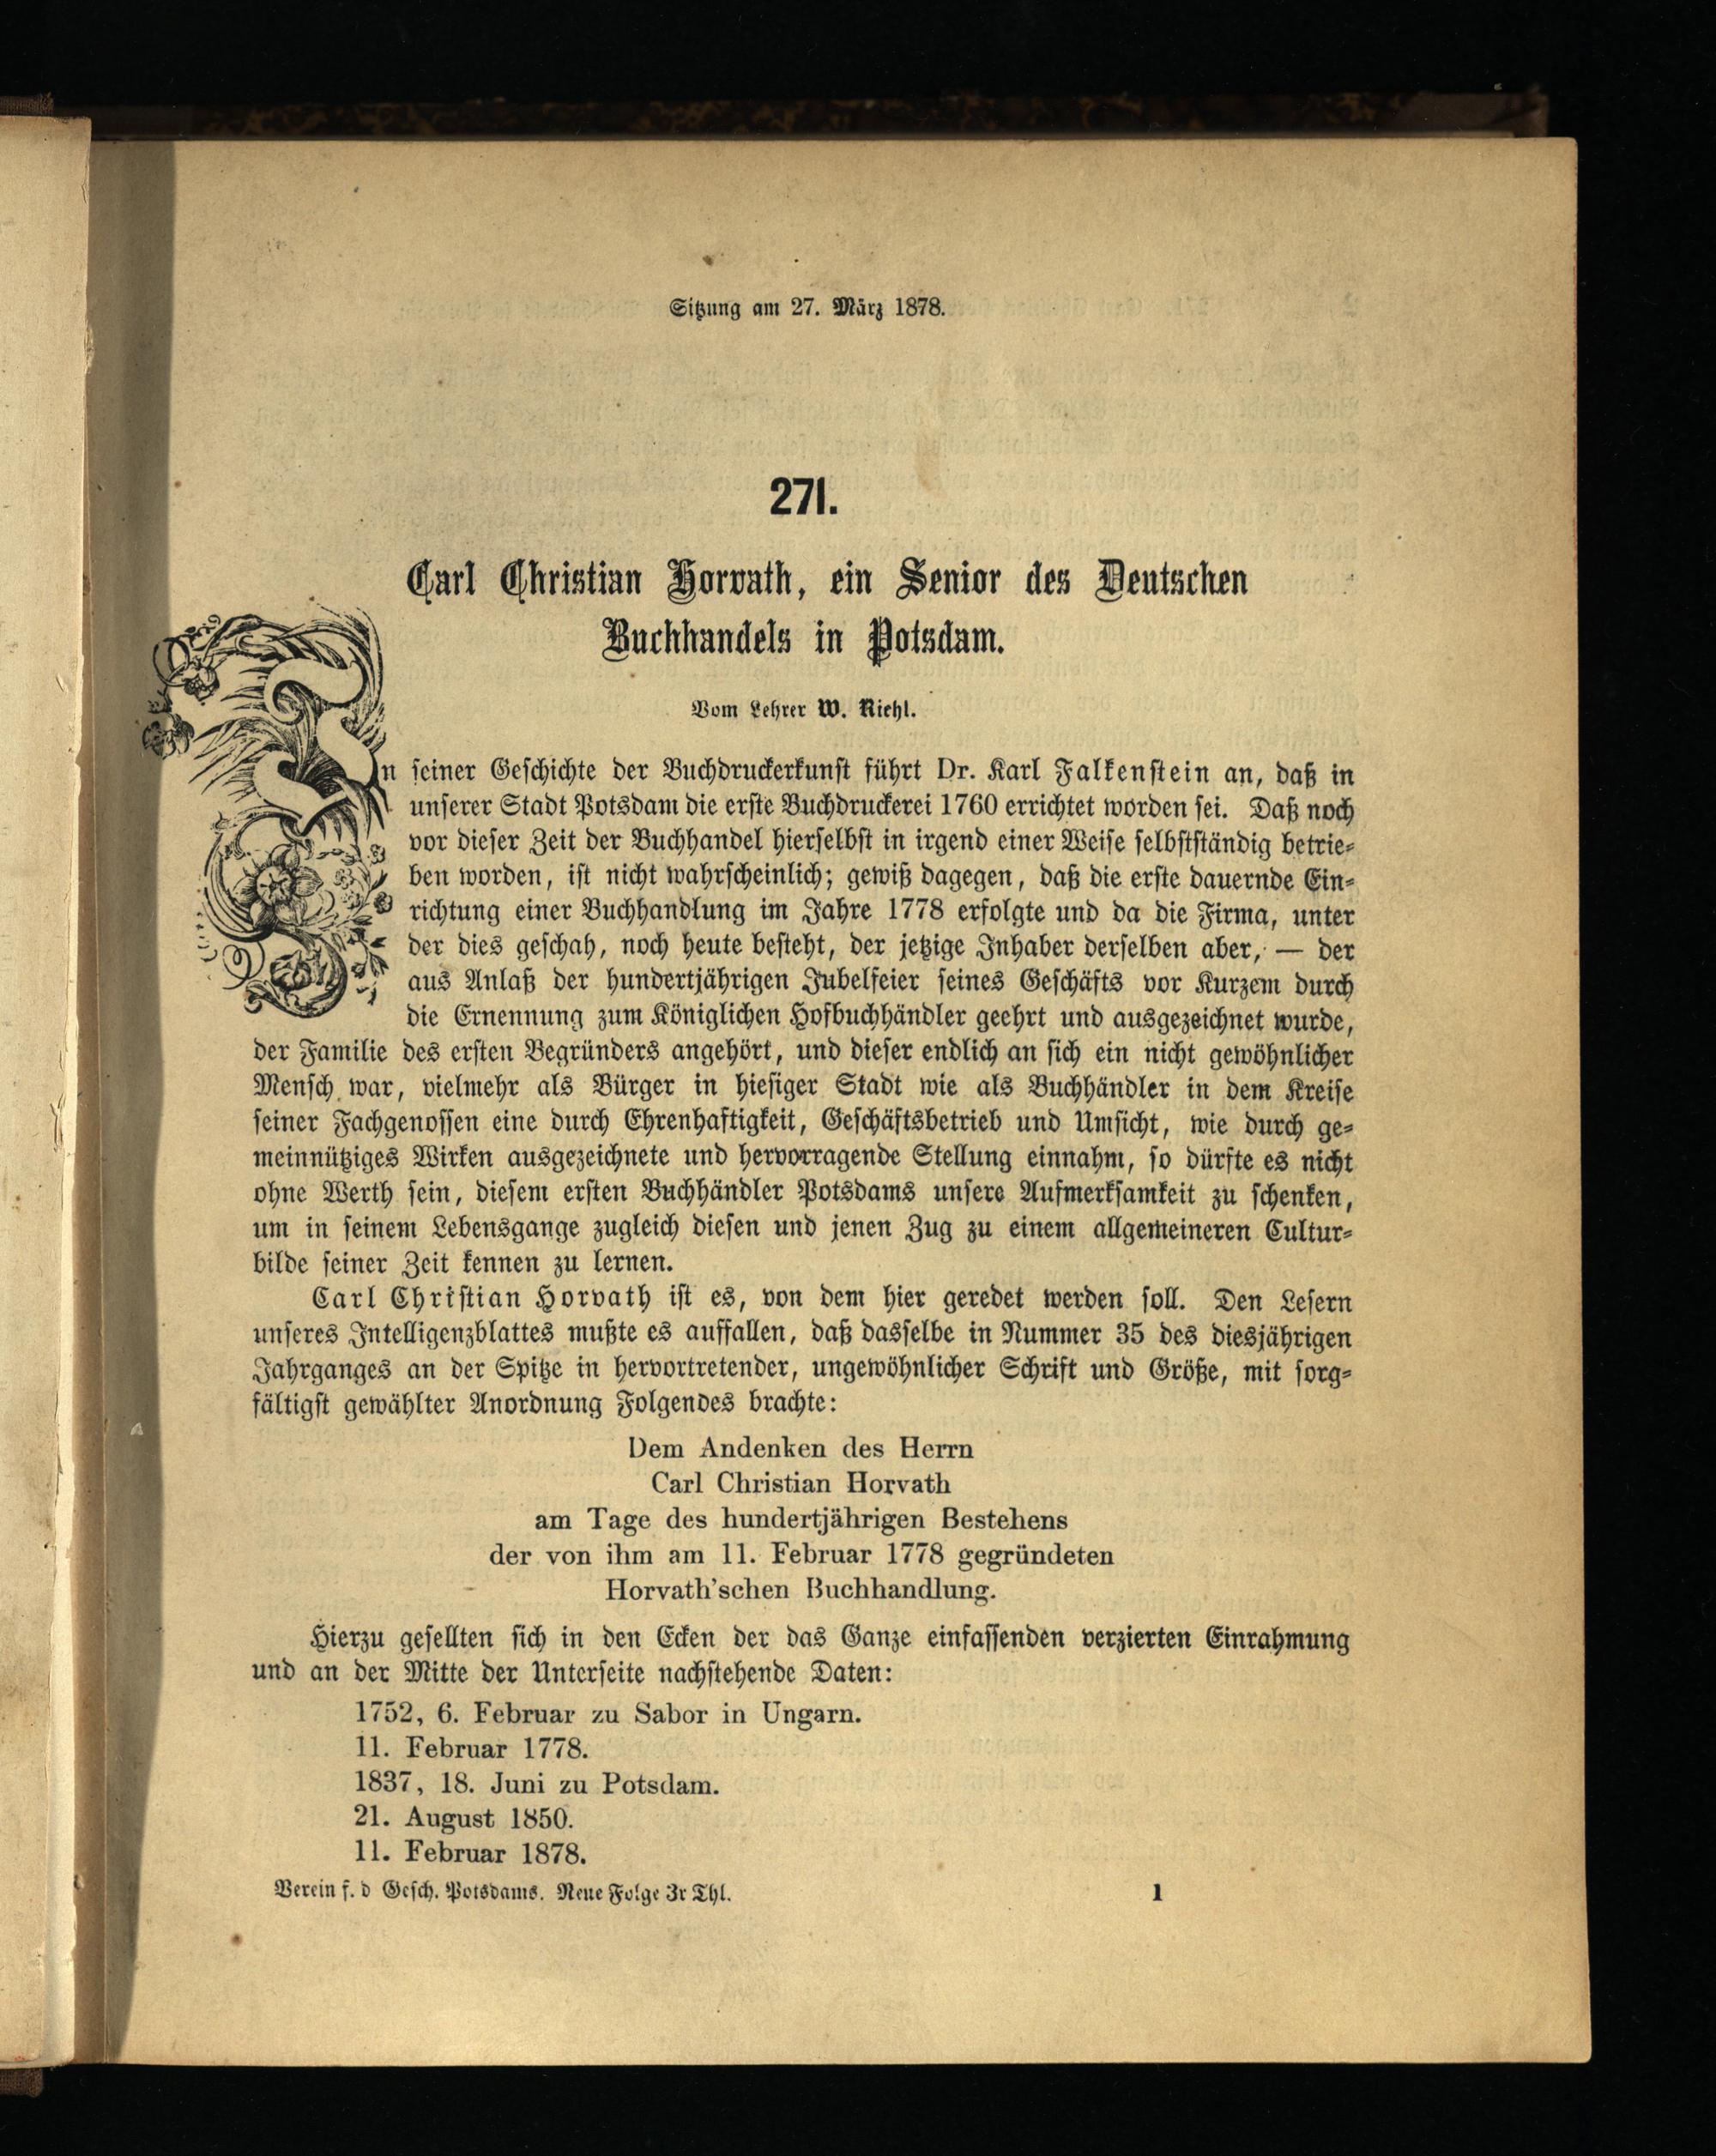 Sitzung am 27. März 1878.
271.
Carl Christian Horvath, ein Senior des Deutschen
Buchhandels in Potsdam.
Vom Lehrer W. Riehl.
In seiner Geschichte der Buchdruckerkunst führt Dr. Karl Falkenstein an, daß in
unserer Stadt Potsdam die erste Buchdruckerei 1760 errichtet worden sei. Daß noch
vor dieser Zeit der Buchhandel hierselbst in irgend einer Weise selbstständig betrie-
ben worden, ist nicht wahrscheinlich; gewiß dagegen, daß die erste dauernde Ein-
richtung einer Buchhandlung im Jahre 1778 erfolgte und da die Firma, unter
der dies geschah, noch heute besteht, der jetzige Inhaber derselben aber, — der
aus Anlaß der hundertjährigen Jubelfeier seines Geschäfts vor Kurzem durch
die Ernennung zum Königlichen Hofbuchhändler geehrt und ausgezeichnet wurde,
der Familie des ersten Begründers angehört, und dieser endlich an sich ein nicht gewöhnlicher
Mensch war, vielmehr als Bürger in hiesiger Stadt wie als Buchhändler in dem Kreise
seiner Fachgenossen eine durch Ehrenhaftigkeit, Geschäftsbetrieb und Umsicht, wie durch ge-
meinnütziges Wirken ausgezeichnete und hervorragende Stellung einnahm, so dürfte es nicht
ohne Werth sein, diesem ersten Buchhändler Potsdams unsere Aufmerksamkeit zu schenken,
um in seinem Lebensgange zugleich diesen und jenen Zug zu einem allgemeineren Cultur-
bilde seiner Zeit kennen zu lernen.
Carl Christian Horvath ist es, von dem hier geredet werden soll. Den Lesern
unseres Intelligenzblattes mußte es auffallen, daß dasselbe in Nummer 35 des diesjährigen
Jahrganges an der Spitze in hervortretender, ungewöhnlicher Schrift und Größe, mit sorg-
fältigst gewählter Anordnung Folgendes brachte:
Dem Andenken des Herrn
Carl Christian Horvath
am Tage des hundertjährigen Bestehens
der von ihm am 11. Februar 1778 gegründeten
Horvath'schen Buchhandlung.
Hierzu gesellten sich in den Ecken der das Ganze einfassenden verzierten Einrahmung
und an der Mitte der Unterseite nachstehende Daten:
1752, 6. Februar zu Sabor in Ungarn.
11. Februar 1778.
1837, 18. Juni zu Potsdam.
21. August 1850.
11. Februar 1878.
Verein f. d Gesch. Potsdams. Neue Folge 3r Thl. 1